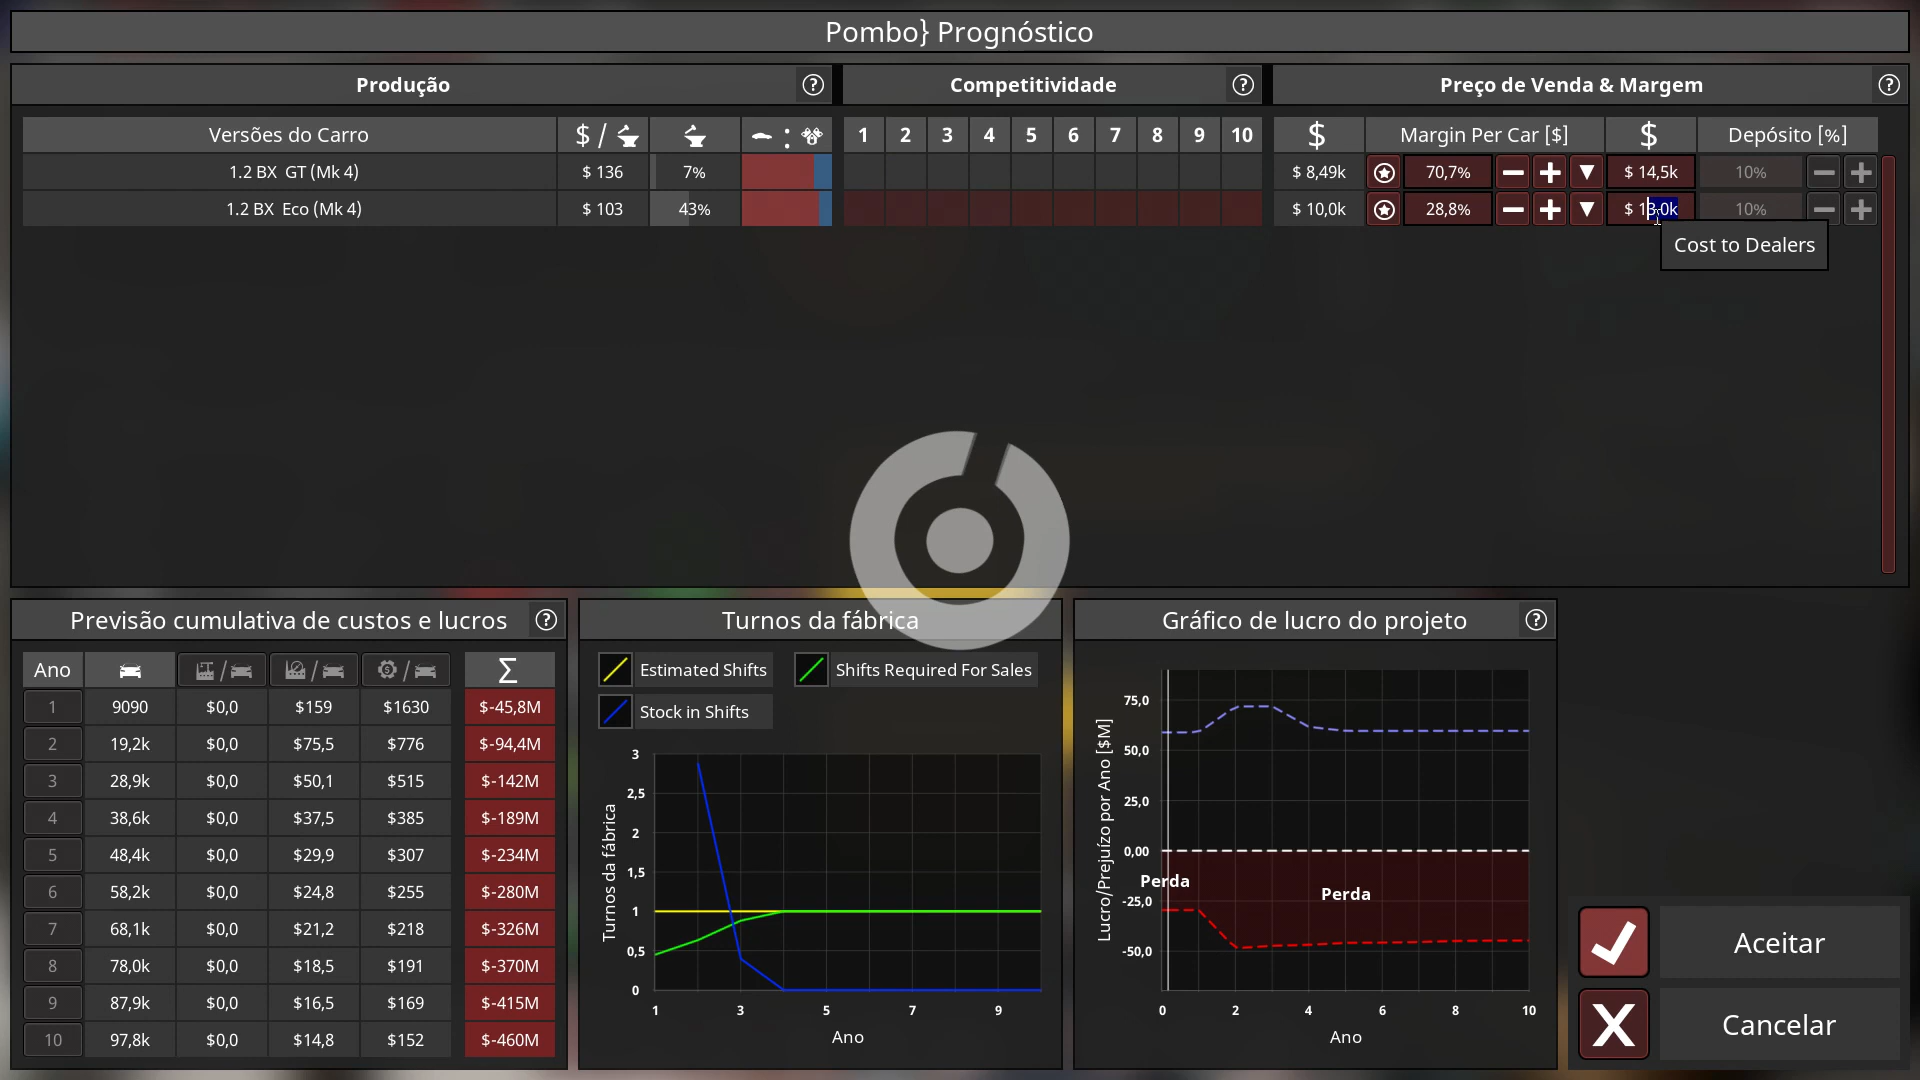 Pombo} Prognóstico
Produção
Competitividade
Preço de Venda & Margem
Versões do Carro $ / : 1 2 3 4 5 6 7 8 9 10 $ Margin Per Car [$] $ Depósito [%]
1.2 BX GT (Mk 4) $ 136 7% $ 8,49k 70,7% $ 14,5k 10%
1.2 BX Eco (Mk 4) $ 103 43% $ 10,0k 28,8% $ 13,0k 10%
Cost to Dealers
Previsão cumulativa de custos e lucros
Ano / / / Σ
1 9090 $0,0 $159 $1630 $-45,8M
2 19,2k $0,0 $75,5 $776 $-94,4M
3 28,9k $0,0 $50,1 $515 $-142M
4 38,6k $0,0 $37,5 $385 $-189M
5 48,4k $0,0 $29,9 $307 $-234M
6 58,2k $0,0 $24,8 $255 $-280M
7 68,1k $0,0 $21,2 $218 $-326M
8 78,0k $0,0 $18,5 $191 $-370M
9 87,9k $0,0 $16,5 $169 $-415M
10 97,8k $0,0 $14,8 $152 $-460M
Turnos da fábrica
Estimated Shifts
Shifts Required For Sales
Stock in Shifts
Turnos da fábrica
3
2,5
2
1,5
1
0,5
0
1 3 5 7 9
Ano
Gráfico de lucro do projeto
Lucro/Prejuízo por Ano [$M]
75,0
50,0
25,0
0,00
-25,0
-50,0
Perda
Perda
0 2 4 6 8 10
Ano
Aceitar
Cancelar